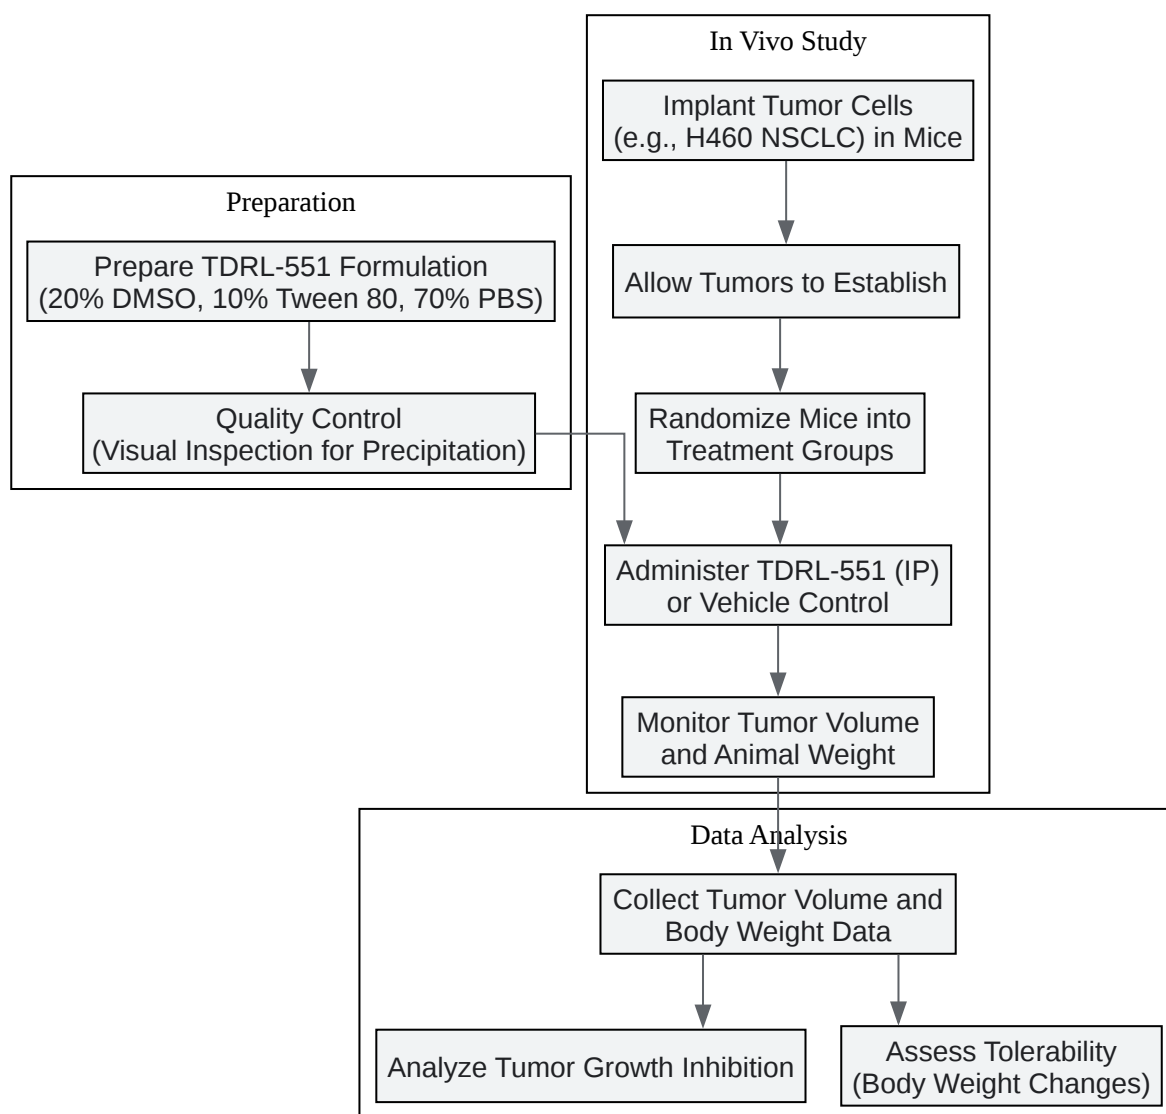 In Vivo Study
Implant Tumor Cells
(e.g., H460 NSCLC) in Mice
Allow Tumors to Establish
Randomize Mice into
Treatment Groups
Administer TDRL-551 (IP)
or Vehicle Control
Monitor Tumor Volume
and Animal Weight
Preparation
Prepare TDRL-551 Formulation
(20% DMSO, 10% Tween 80, 70% PBS)
Quality Control
(Visual Inspection for Precipitation)
Data Analysis
Collect Tumor Volume and
Body Weight Data
Analyze Tumor Growth Inhibition
Assess Tolerability
(Body Weight Changes)